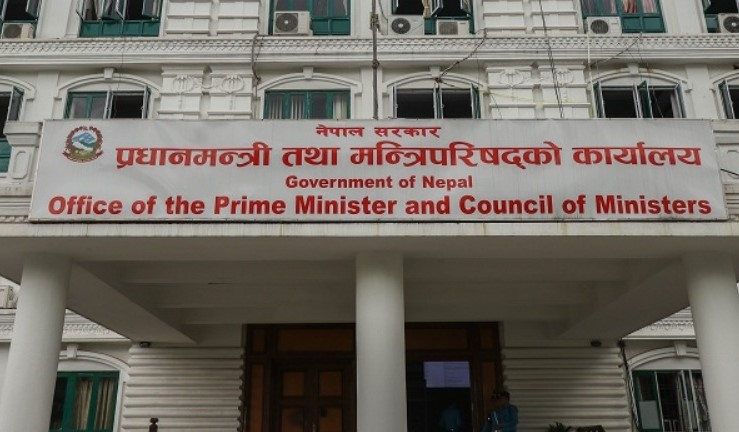 नेपाल सरकार
प्रधानमन्त्री तथा मन्त्रिपरिषद्को कार्यालय
Government of Nepal
Office of the Prime Minister and Council of Ministers